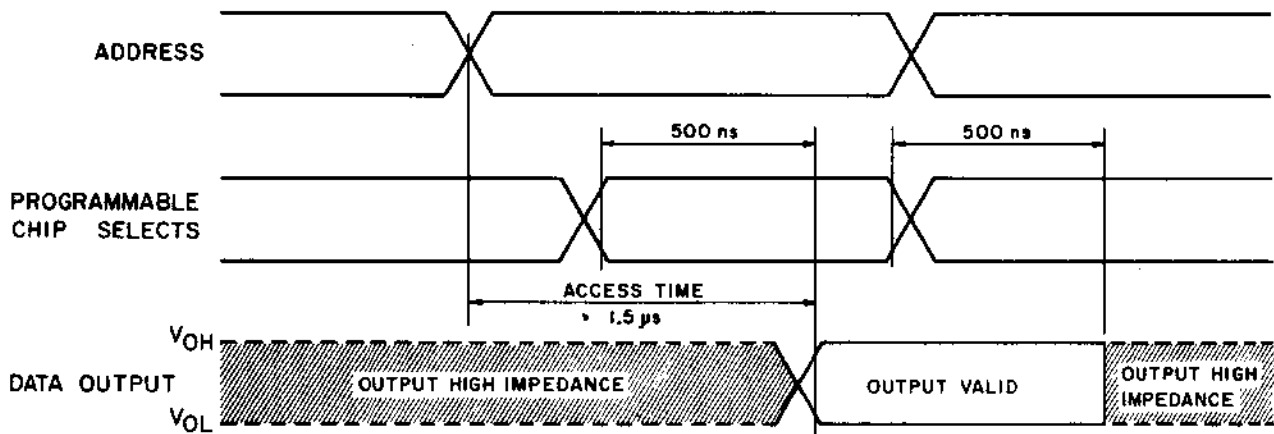 ADDRESS
500 ns
500 ns
PROGRAMMABLE
CHIP SELECTS
ACCESS TIME
1.5 µs
VOH
DATA OUTPUT
OUTPUT HIGH IMPEDANCE
OUTPUT VALID
OUTPUT HIGH
IMPEDANCE
VOL